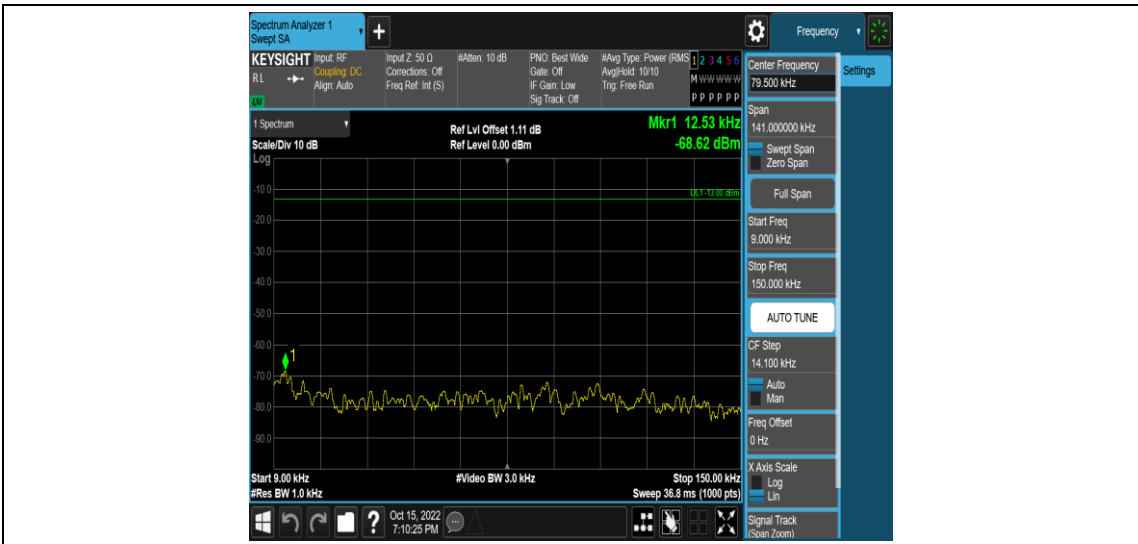 Spectrum Analyzer 1
Swept SA
+
Frequency
KEYSIGHT
RL
LXI
Input: RF
Coupling: DC
Align: Auto
Input Z: 50 Ω
Corrections: Off
Freq Ref: Int (S)
#Atten: 10 dB
PNO: Best Wide
Gate: Off
IF Gain: Low
Sig Track: Off
#Avg Type: Power (RMS
Avg|Hold: 10/10
Trig: Free Run
1 2 3 4 5 6
M W W W W W
P P P P P P
Center Frequency
79.500 kHz
Settings
Span
141.000000 kHz
Swept Span
Zero Span
Full Span
Start Freq
9.000 kHz
Stop Freq
150.000 kHz
AUTO TUNE
CF Step
14.100 kHz
Auto
Man
Freq Offset
0 Hz
X Axis Scale
Log
Lin
Signal Track
(Span Zoom)
1 Spectrum
Scale/Div 10 dB
Log
Ref Lvl Offset 1.11 dB
Ref Level 0.00 dBm
Mkr1 12.53 kHz
-68.62 dBm
DL1 -13.00 dBm
-10.0
-20.0
-30.0
-40.0
-50.0
-60.0
1
-70.0
-80.0
-90.0
Start 9.00 kHz
#Res BW 1.0 kHz
#Video BW 3.0 kHz
Stop 150.00 kHz
Sweep 36.8 ms (1000 pts)
?
Oct 15, 2022
7:10:25 PM